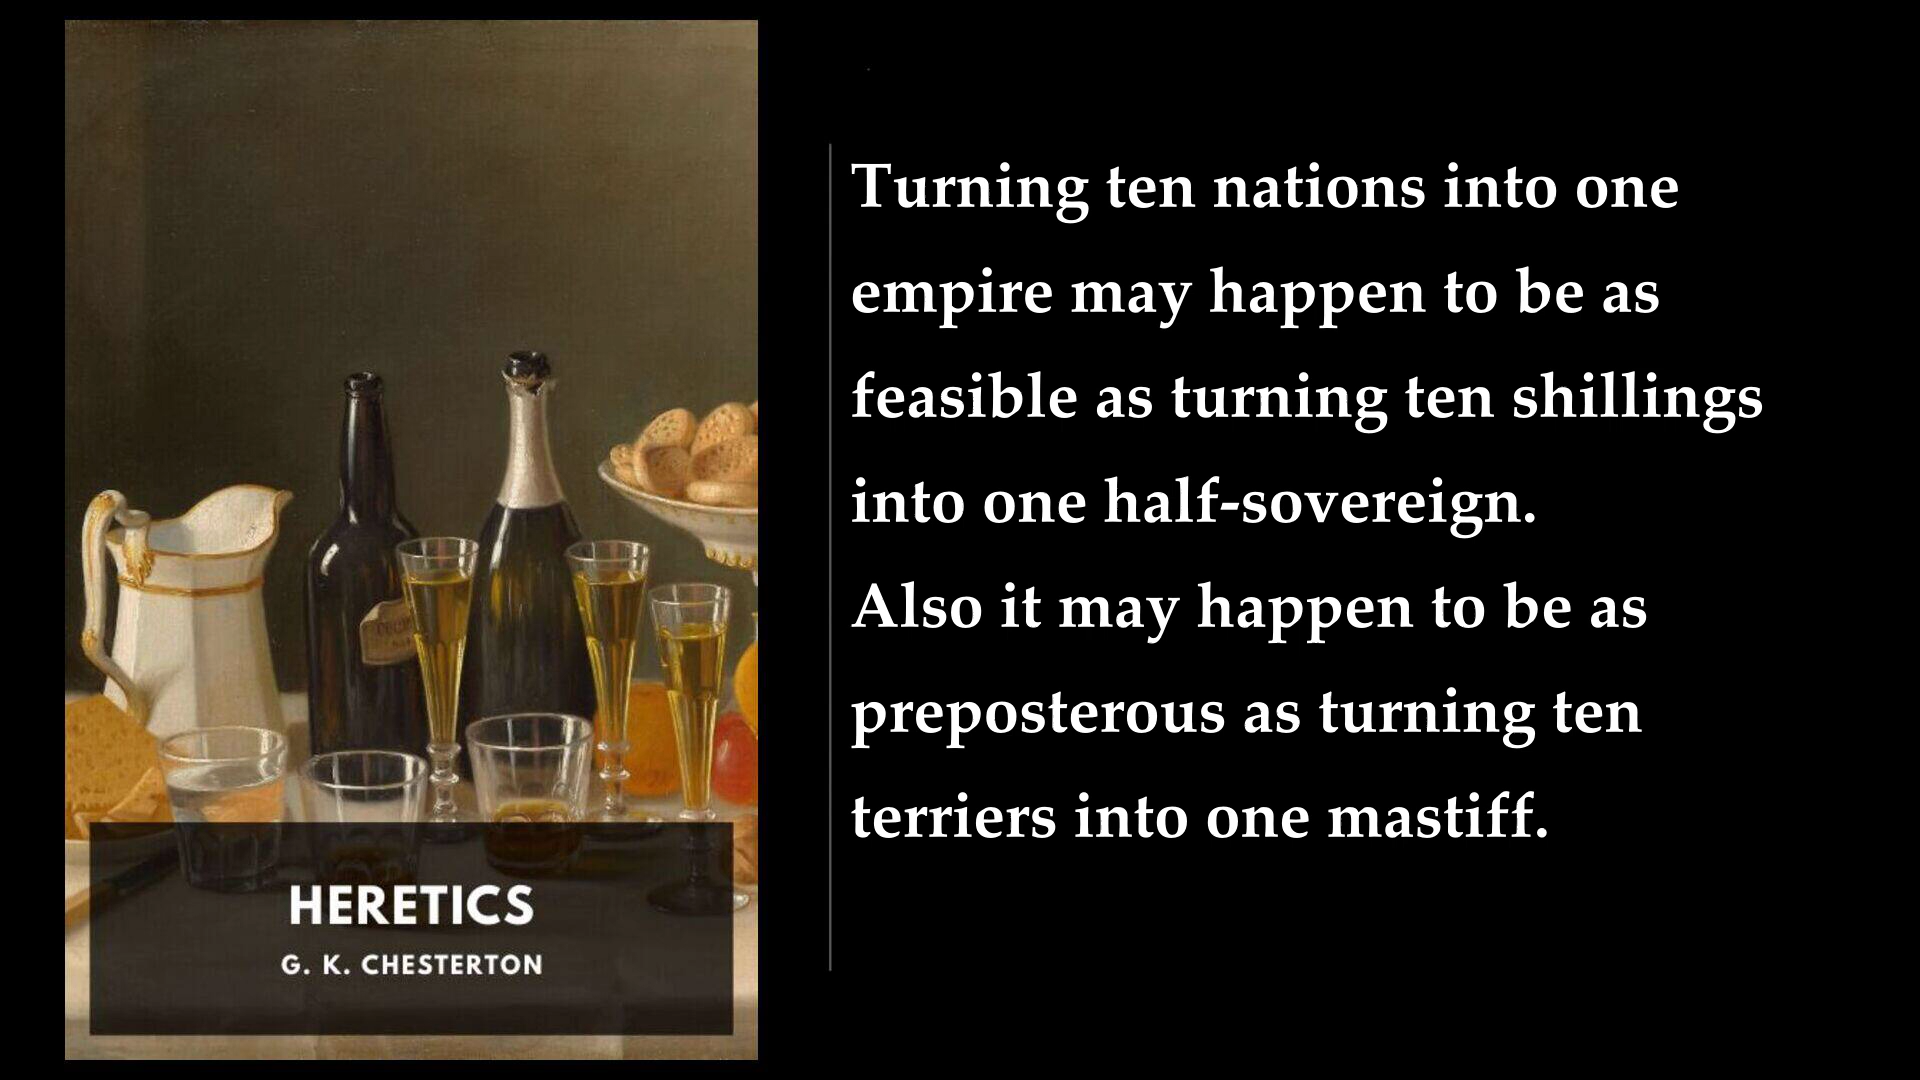 HERETICS
G. K. CHESTERTON
Turning ten nations into one
empire may happen to be as
feasible as turning ten shillings
into one half-sovereign.
Also it may happen to be as
preposterous as turning ten
terriers into one mastiff.